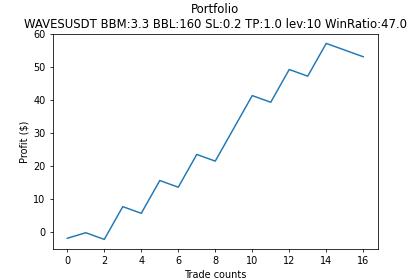 Portfolio
WAVESUSDT BBM:3.3 BBL:160 SL:0.2 TP:1.0 lev:10 WinRatio:47.0
60
50
40
30
20
10
0
Profit ($)
0 2 4 6 8 10 12 14 16
Trade counts